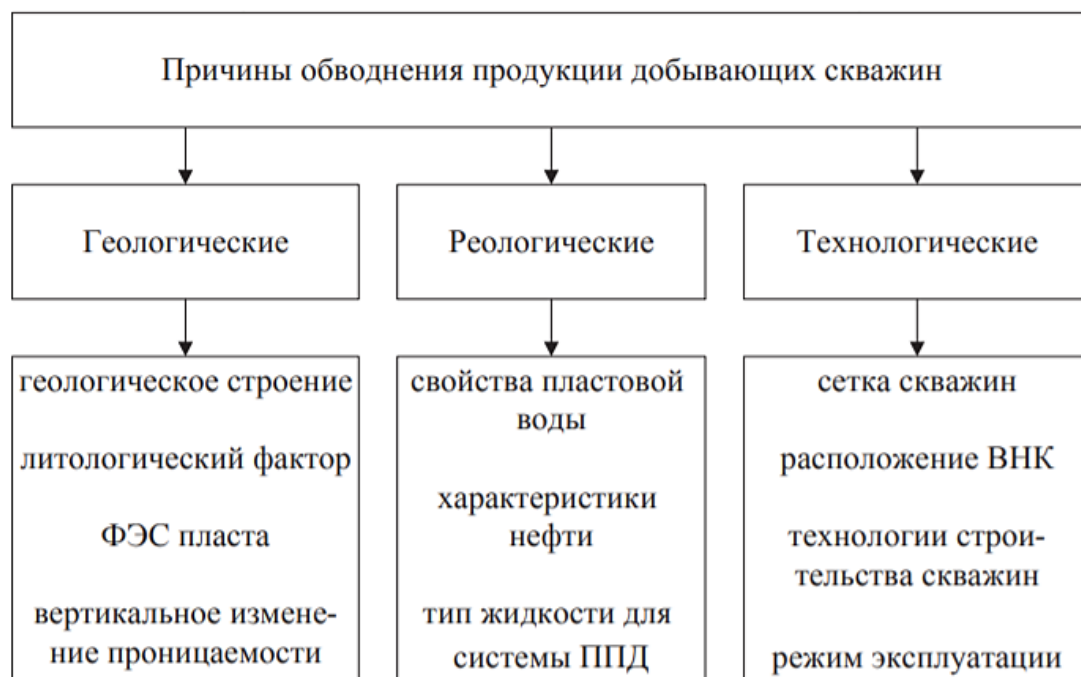 Причины обводнения продукции добывающих скважин
Геологические
Реологические
Технологические
геологическое строение
литологический фактор
ФЭС пласта
вертикальное измене-
ние проницаемости
свойства пластовой
воды
характеристики
нефти
тип жидкости для
системы ППД
сетка скважин
расположение ВНК
технологии строи-
тельства скважин
режим эксплуатации